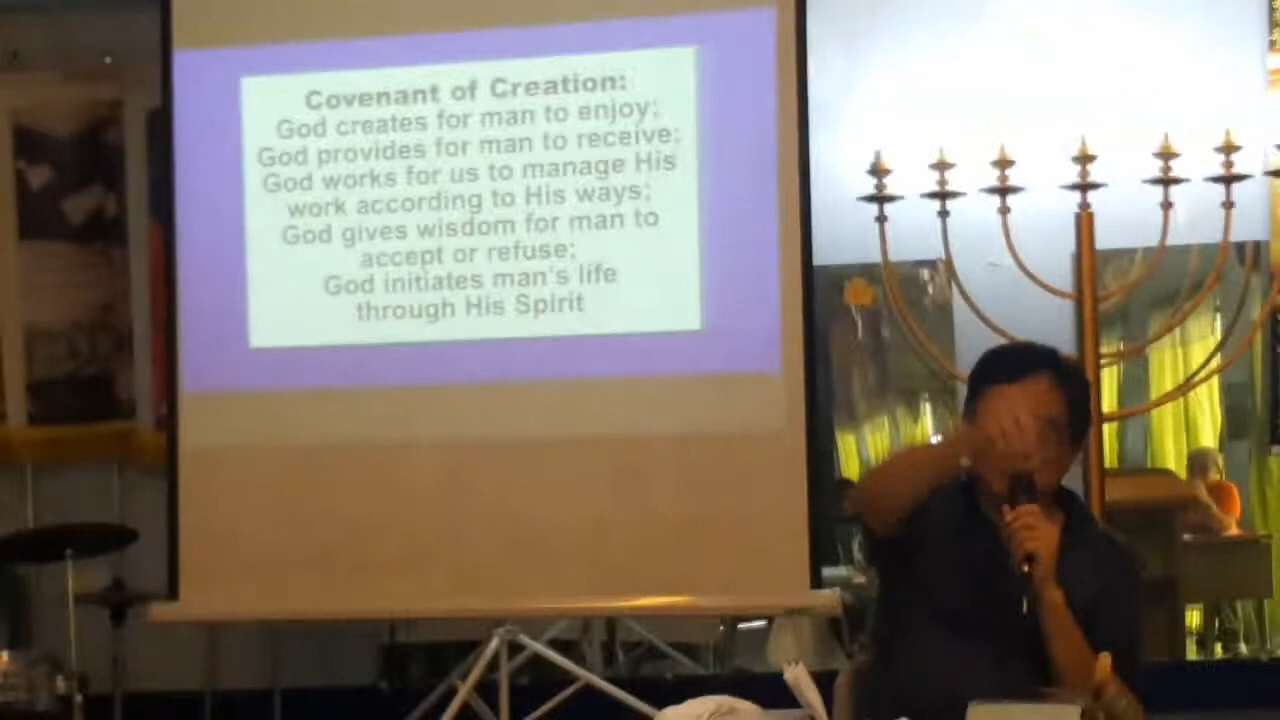 Covenant of Creation:
God creates for man to enjoy;
God provides for man to receive;
God works for us to manage His
work according to His ways;
God gives wisdom for man to
accept or refuse;
God initiates man's life
through His Spirit